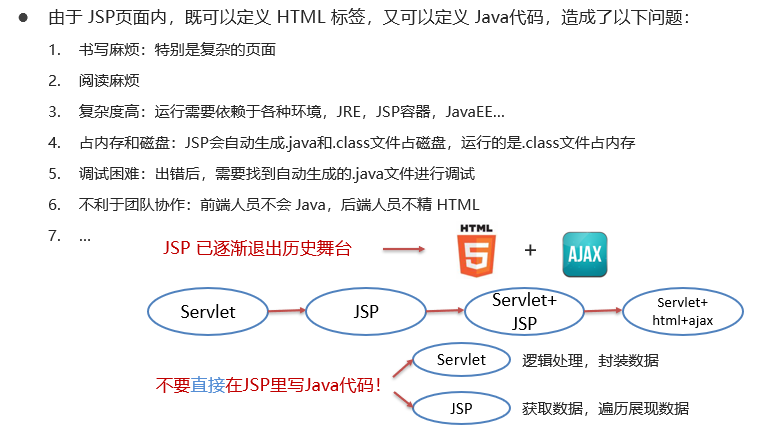 ● 由于 JSP页面内，既可以定义 HTML 标签，又可以定义 Java代码，造成了以下问题：
1. 书写麻烦：特别是复杂的页面
2. 阅读麻烦
3. 复杂度高：运行需要依赖于各种环境，JRE，JSP容器，JavaEE...
4. 占内存和磁盘：JSP会自动生成.java和.class文件占磁盘，运行的是.class文件占内存
5. 调试困难：出错后，需要找到自动生成的.java文件进行调试
6. 不利于团队协作：前端人员不会 Java，后端人员不精 HTML
7. ...
JSP 已逐渐退出历史舞台
HTML
5
+
AJAX
Servlet
JSP
Servlet+
JSP
Servlet+
html+ajax
不要直接在JSP里写Java代码！
Servlet
逻辑处理，封装数据
JSP
获取数据，遍历展现数据